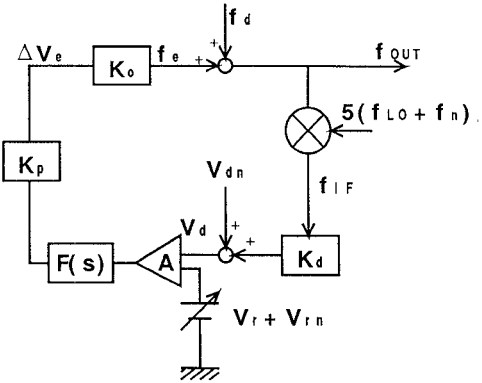 f d
+
ΔV e
K o
f e
+
f OUT
5(f LO + f n).
K p
V dn
f IF
V d
+
+
F(s)
A
K d
V r + V rn